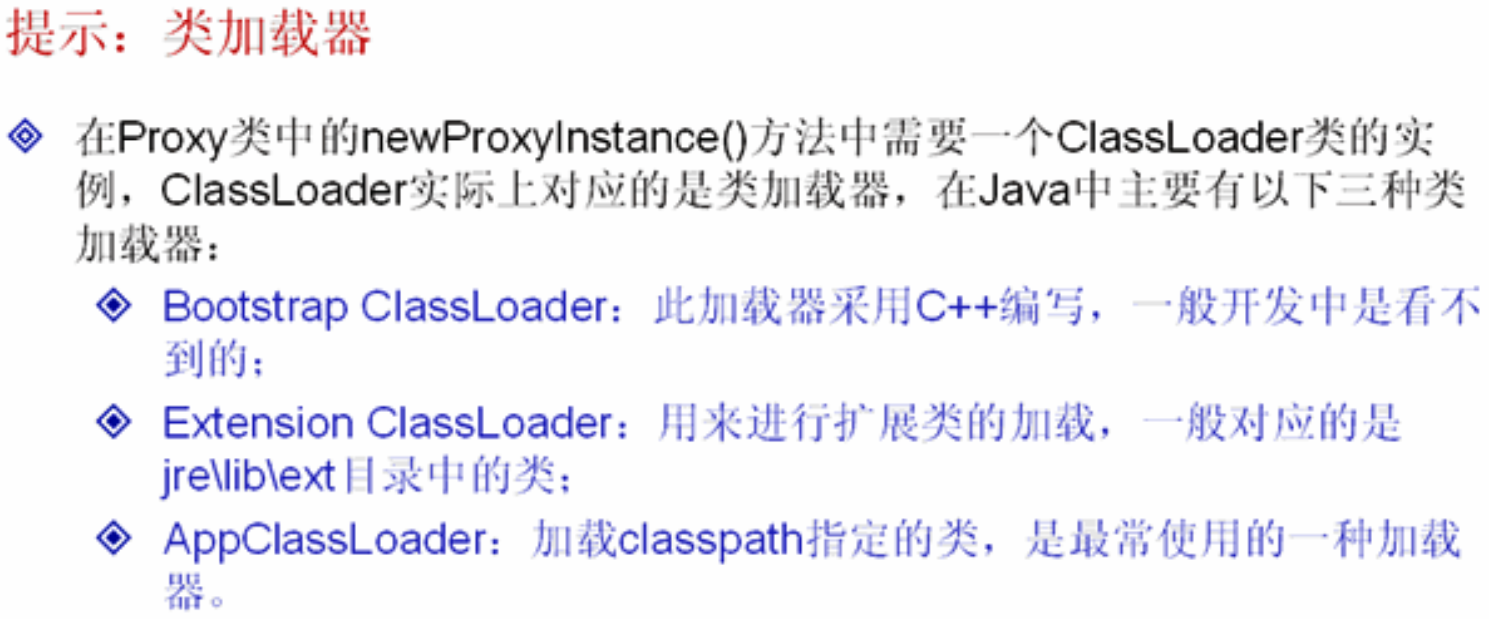 提示：类加载器
在Proxy类中的newProxyInstance()方法中需要一个ClassLoader类的实
例，ClassLoader实际上对应的是类加载器，在Java中主要有以下三种类
加载器：
Bootstrap ClassLoader：此加载器采用C++编写，一般开发中是看不
到的；
Extension ClassLoader：用来进行扩展类的加载，一般对应的是
jre\lib\ext目录中的类；
AppClassLoader：加载classpath指定的类，是最常使用的一种加载
器。